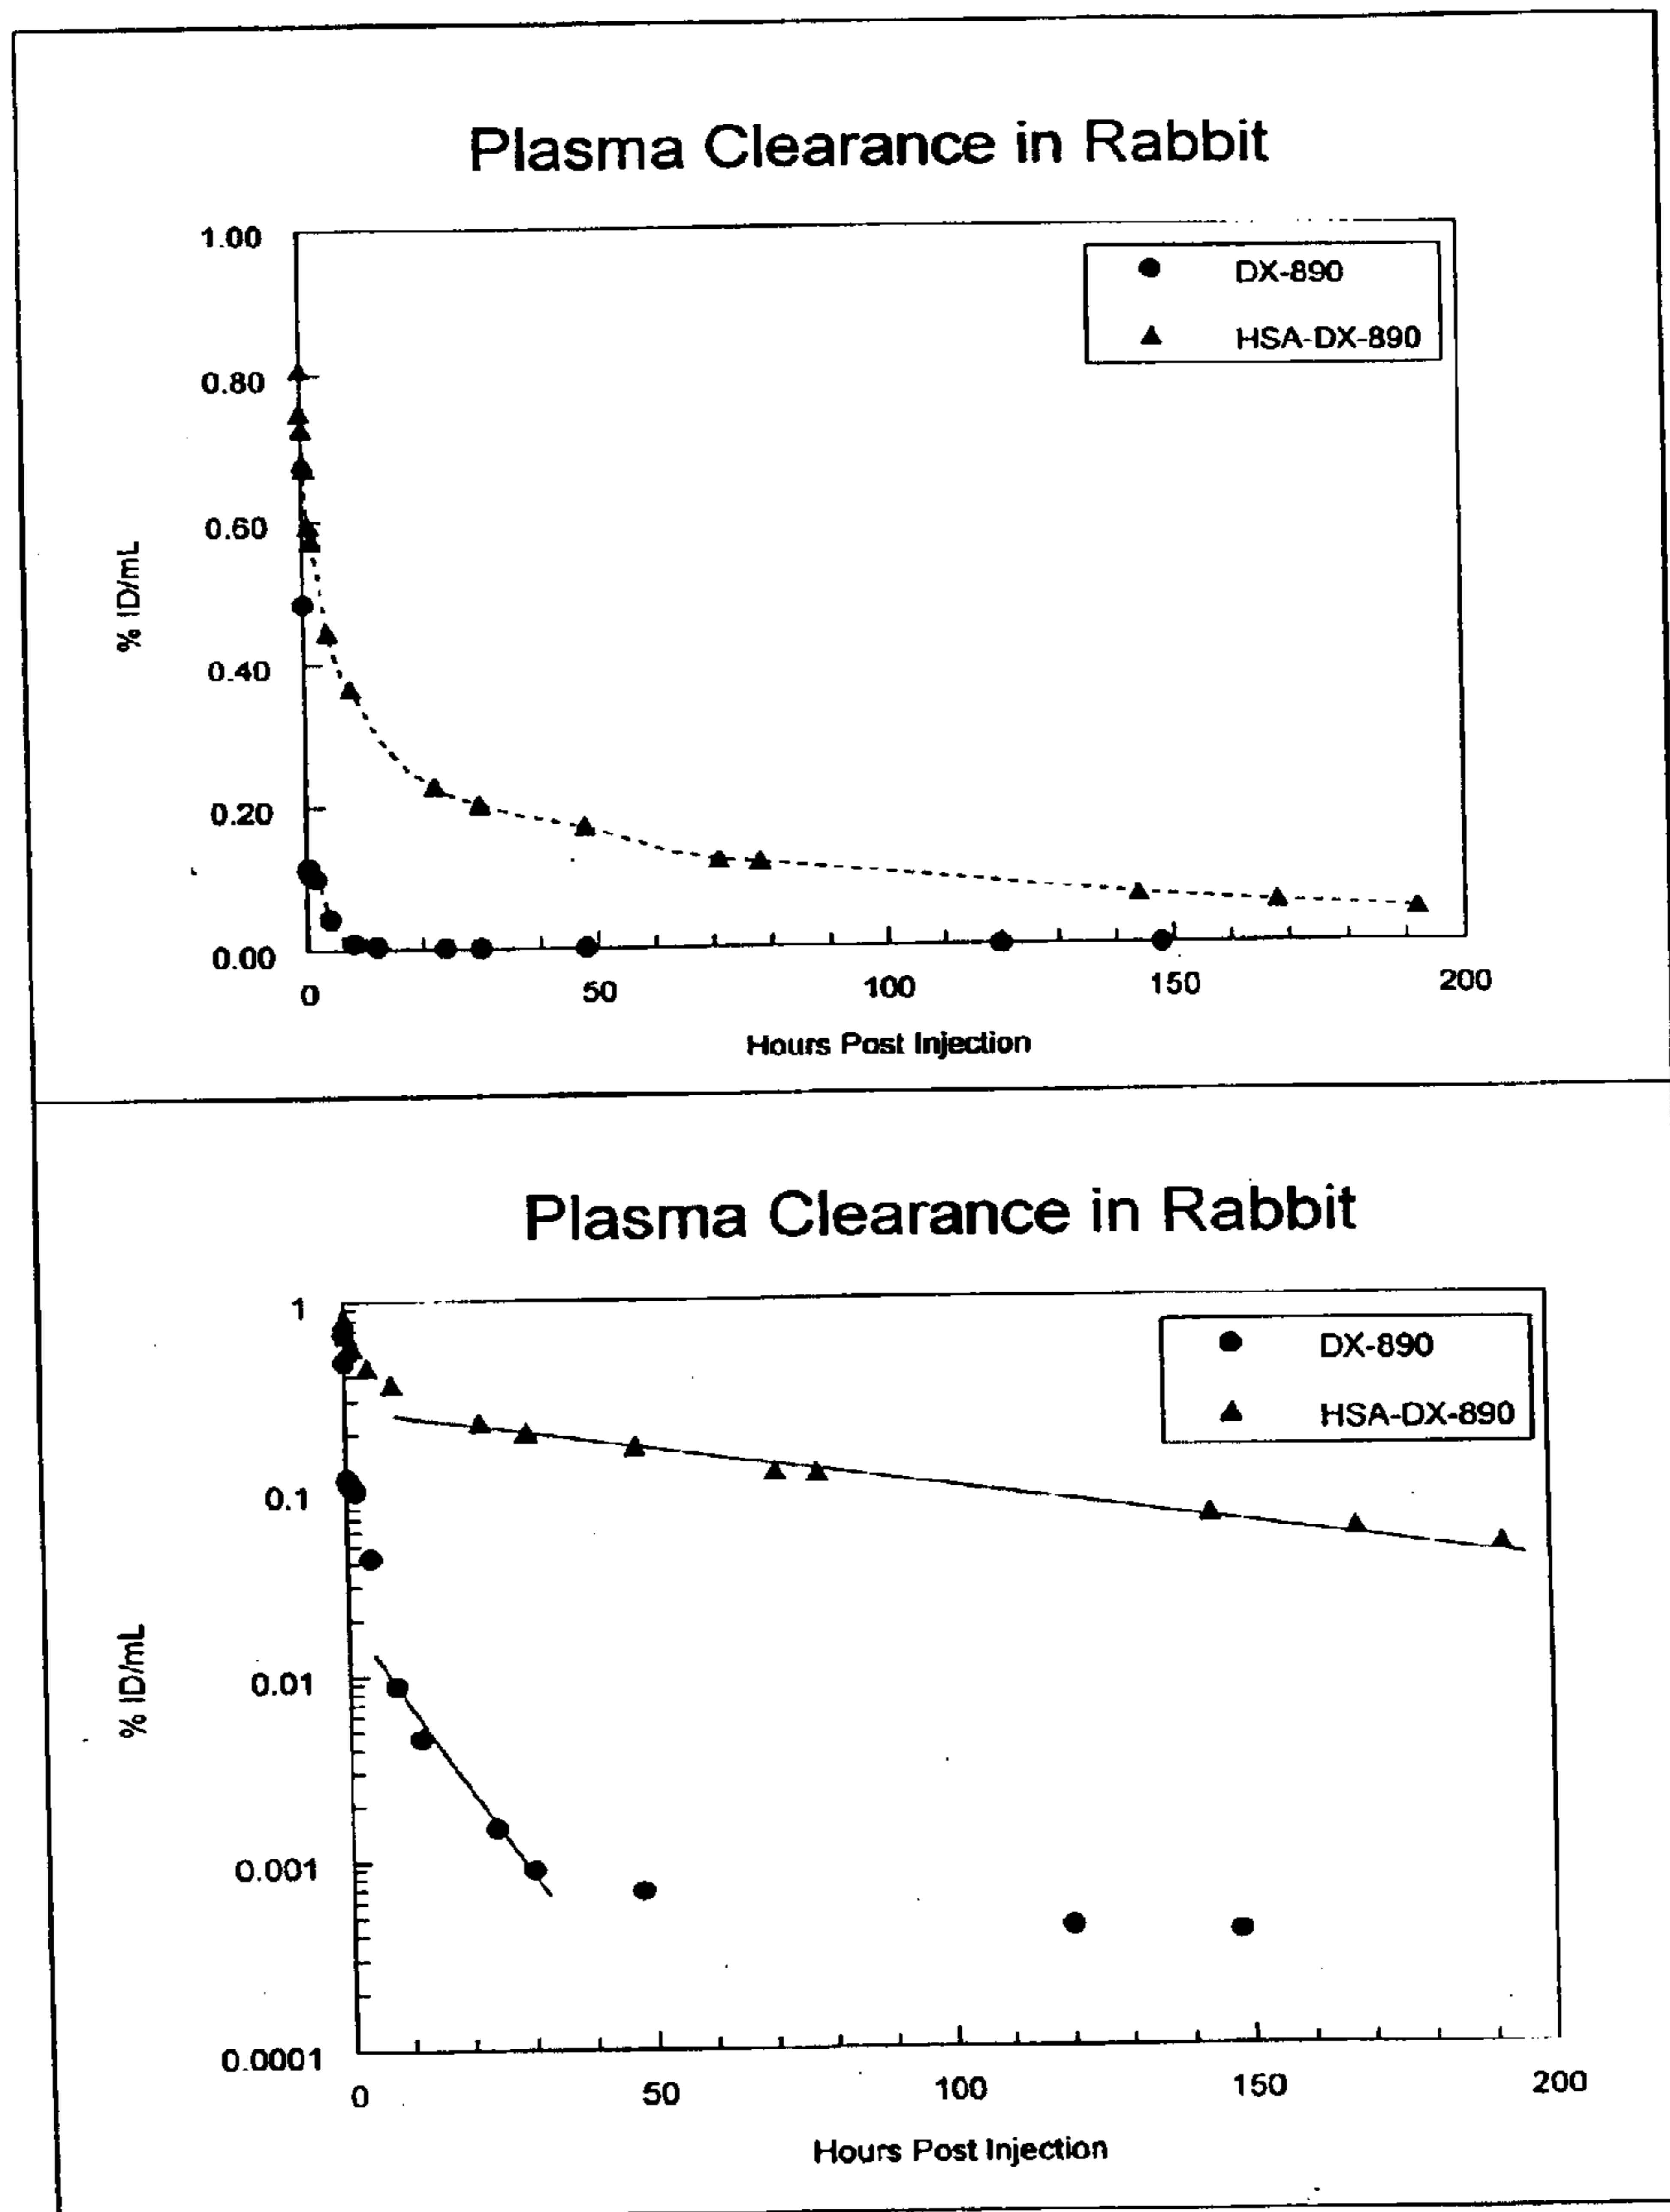 Plasma Clearance in Rabbit
1.00
DX-890
HSA-DX-890
0.80
0.60
% ID/mL
0.40
0.20
0.00
0 50 100 150 200
Hours Post Injection
Plasma Clearance in Rabbit
1
DX-890
HSA-DX-890
0.1
% ID/mL
0.01
0.001
0.0001
0 50 100 150 200
Hours Post Injection